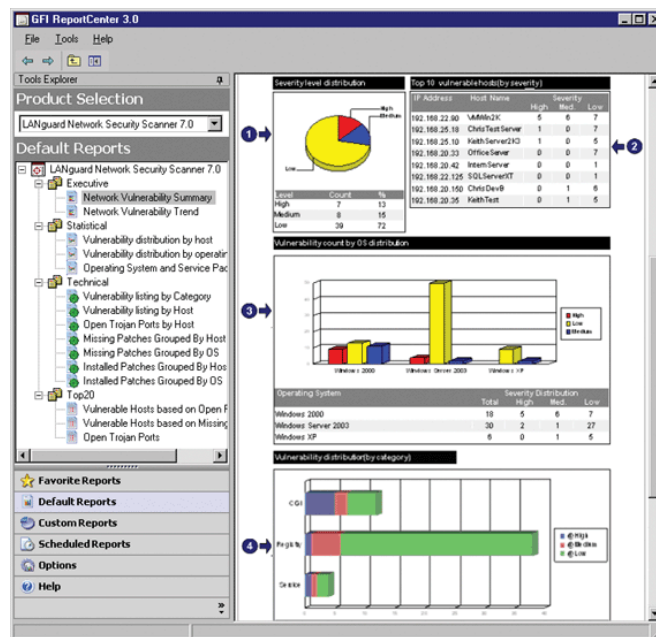 GFI ReportCenter 3.0
File Tools Help
Tools Explorer
Product Selection
LANguard Network Security Scanner 7.0
Default Reports
LANguard Network Security Scanner 7.0
Executive
Network Vulnerability Summary
Network Vulnerability Trend
Statistical
Vulnerability distribution by host
Vulnerability distribution by operatin
Operating System and Service Pac
Technical
Vulnerability listing by Category
Vulnerability listing by Host
Open Trojan Ports by Host
Missing Patches Grouped By Host
Missing Patches Grouped By OS
Installed Patches Grouped By Host
Installed Patches Grouped By OS
Top20
Vulnerable Hosts based on Open F
Vulnerable Hosts based on Missing
Open Trojan Ports
Favorite Reports
Default Reports
Custom Reports
Scheduled Reports
Options
Help
Severity level distribution
1
High
Medium
Low
Level Count %
High 7 13
Medium 8 15
Low 39 72
Top 10 vulnerable hosts(by severity)
IP Address Host Name Severity
High Med. Low
192.168.22.90 VMWin2K 5 6 7
192.168.25.18 ChrisTestServer 1 0 7
192.168.25.10 KeithServer2K3 1 0 5
192.168.20.33 OfficeServer 0 0 7
192.168.20.42 InternServer 0 0 7
192.168.22.125 SQLServerXT 0 0 1
192.168.20.150 ChrisDev8 0 1 6
192.168.20.35 KeithTest 0 1 5
2
Vulnerability count by OS distribution
3
High
Low
Medium
Windows 2000 Windows Server 2003 Windows XP
Operating System Severity Distribution
Total High Med. Low
Windows 2000 18 5 6 7
Windows Server 2003 30 2 1 27
Windows XP 6 0 1 5
Vulnerability distribution(by category)
4
CGI
Registry
Service
High
Medium
Low